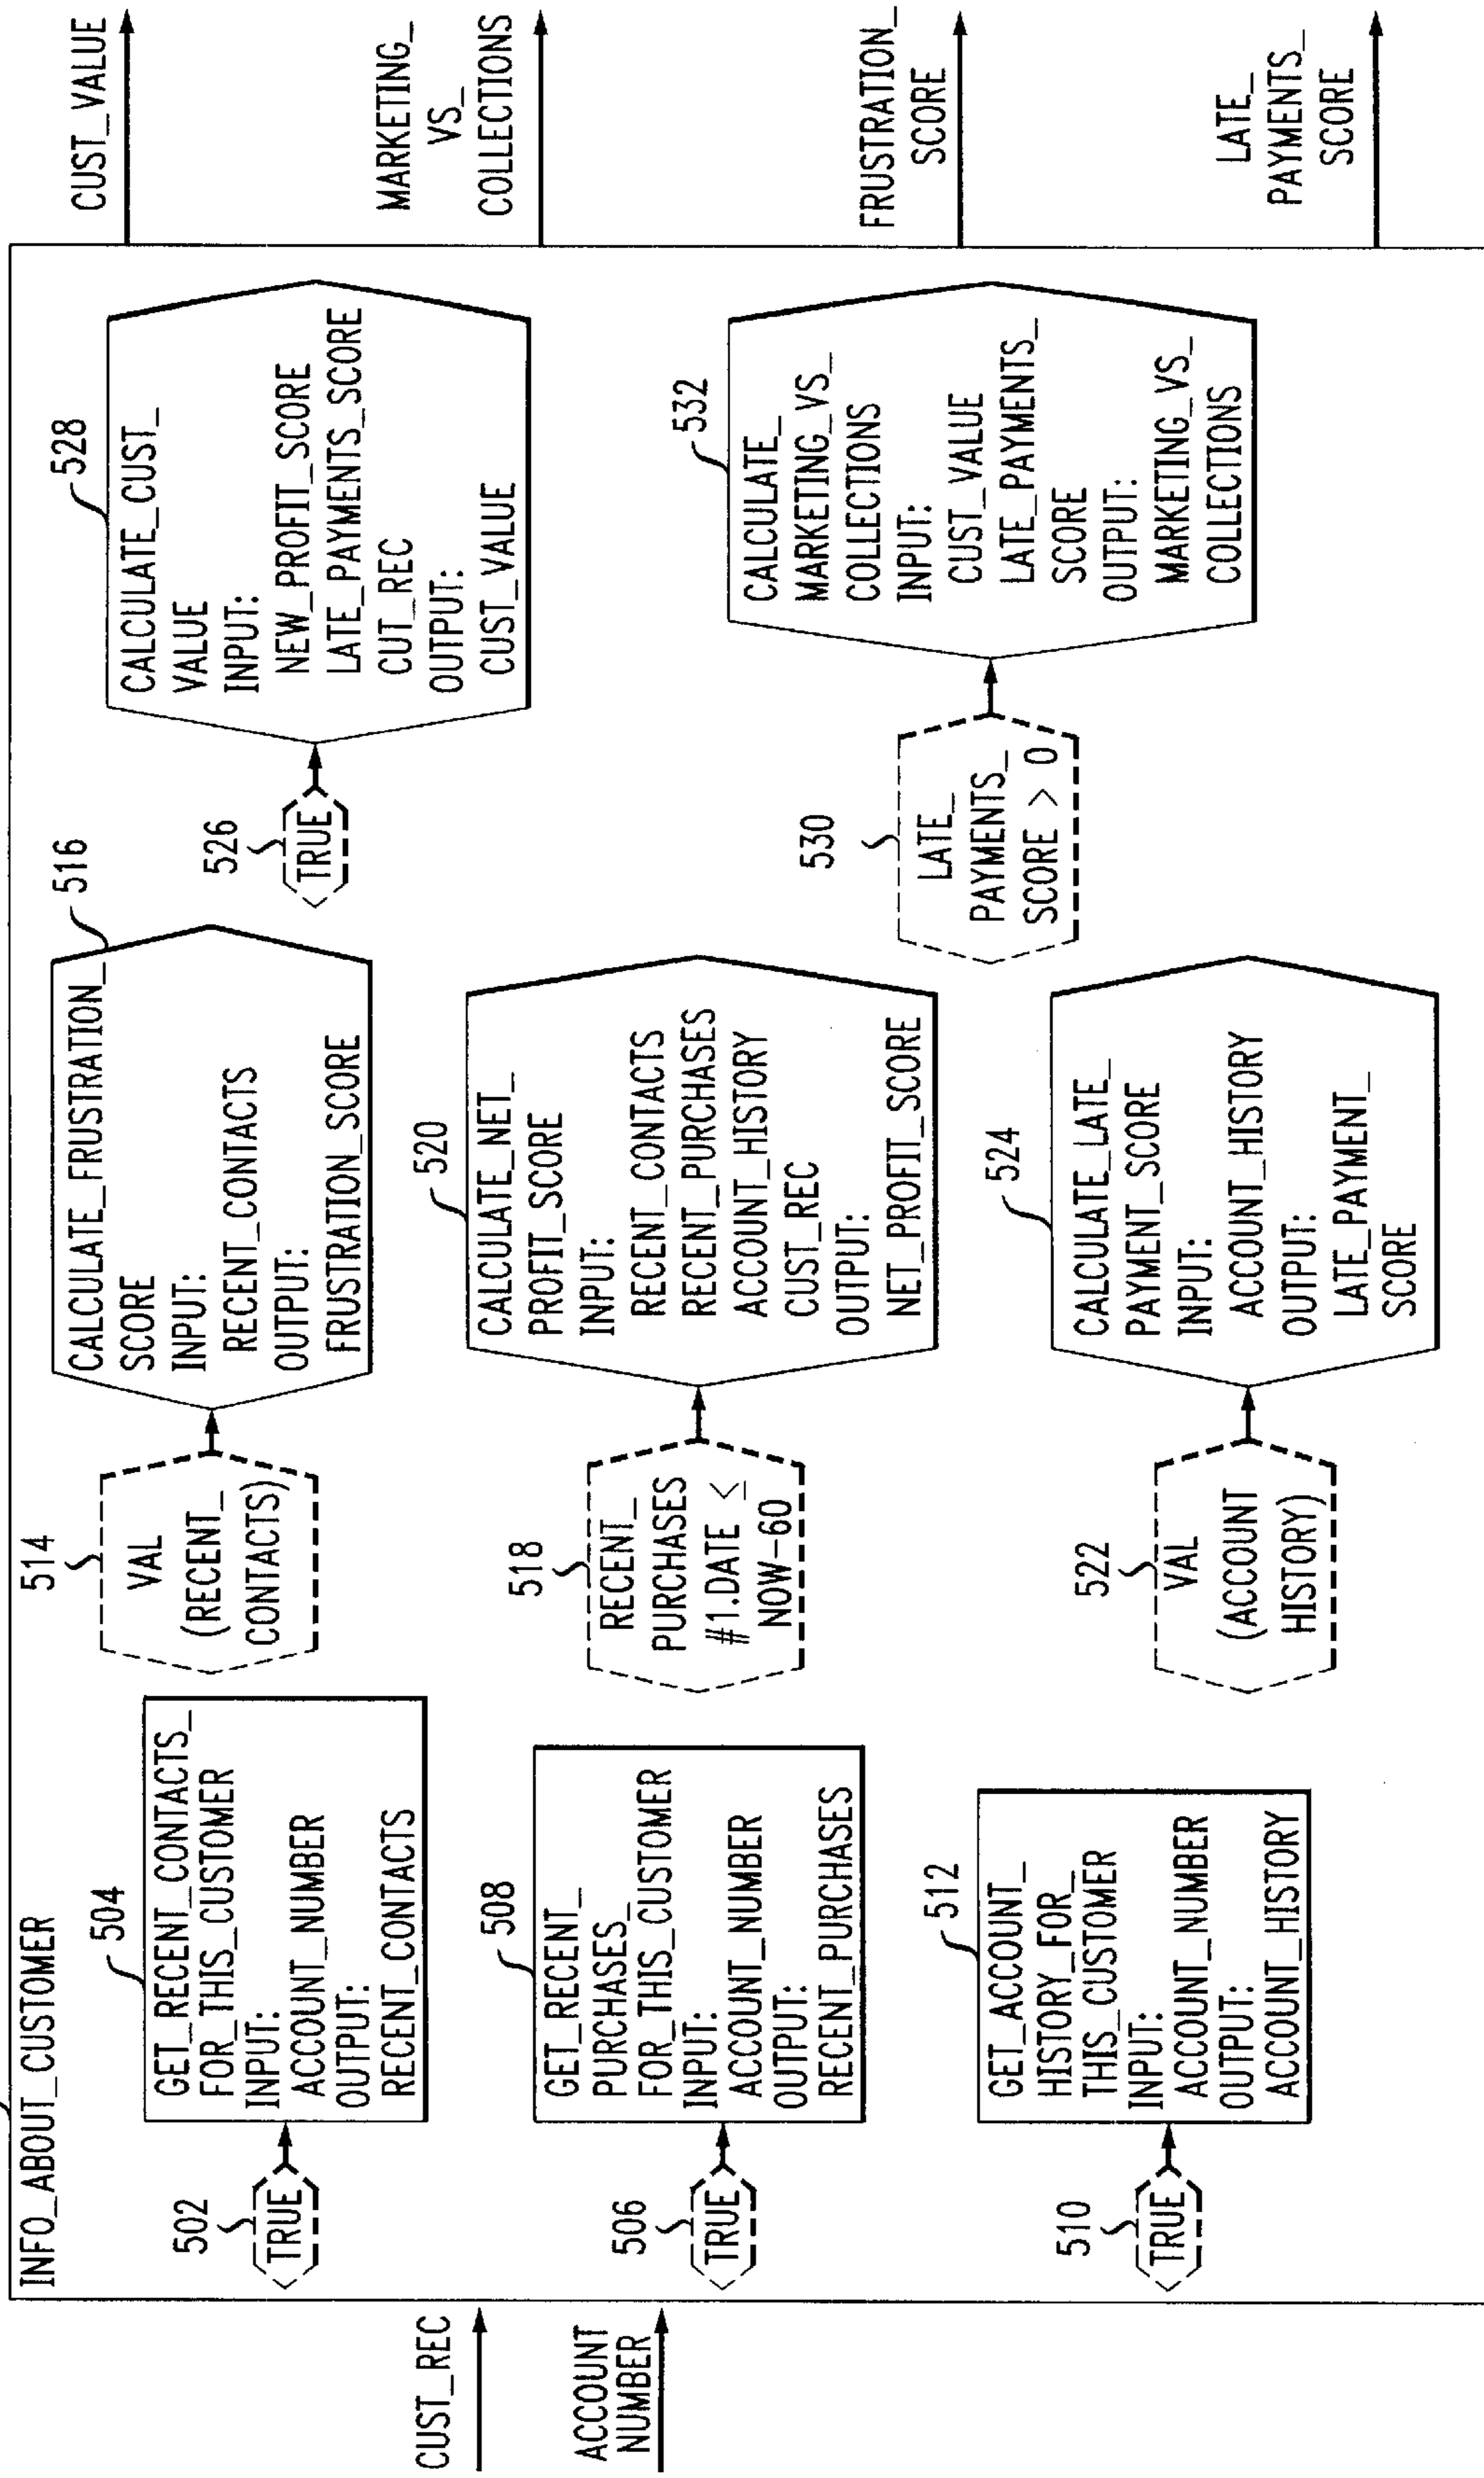 INFO_ABOUT_CUSTOMER
CUST_REC
ACCOUNT
NUMBER
502
TRUE
504
GET_RECENT_CONTACTS_
FOR_THIS_CUSTOMER
INPUT:
ACCOUNT_NUMBER
OUTPUT:
RECENT_CONTACTS
506
TRUE
508
GET_RECENT_
PURCHASES_
FOR_THIS_CUSTOMER
INPUT:
ACCOUNT_NUMBER
OUTPUT:
RECENT_PURCHASES
510
TRUE
512
GET_ACCOUNT_
HISTORY_FOR_
THIS_CUSTOMER
INPUT:
ACCOUNT_NUMBER
OUTPUT:
ACCOUNT_HISTORY
514
VAL
(RECENT_
CONTACTS)
516
CALCULATE_FRUSTRATION_
SCORE
INPUT:
RECENT_CONTACTS
OUTPUT:
FRUSTRATION_SCORE
518
RECENT_
PURCHASES
#1.DATE ≤
NOW-60
520
CALCULATE_NET_
PROFIT_SCORE
INPUT:
RECENT_CONTACTS
RECENT_PURCHASES
ACCOUNT_HISTORY
CUST_REC
OUTPUT:
NET_PROFIT_SCORE
522
VAL
(ACCOUNT
HISTORY)
524
CALCULATE_LATE_
PAYMENT_SCORE
INPUT:
ACCOUNT_HISTORY
OUTPUT:
LATE_PAYMENT_
SCORE
526
TRUE
528
CALCULATE_CUST_
VALUE
INPUT:
NEW_PROFIT_SCORE
LATE_PAYMENTS_SCORE
CUT_REC
OUTPUT:
CUST_VALUE
530
LATE_
PAYMENTS_
SCORE > 0
532
CALCULATE_
MARKETING_VS_
COLLECTIONS
INPUT:
CUST_VALUE
LATE_PAYMENTS_
SCORE
OUTPUT:
MARKETING_VS_
COLLECTIONS
CUST_VALUE
MARKETING_
VS_
COLLECTIONS
FRUSTRATION_
SCORE
LATE_
PAYMENTS_
SCORE